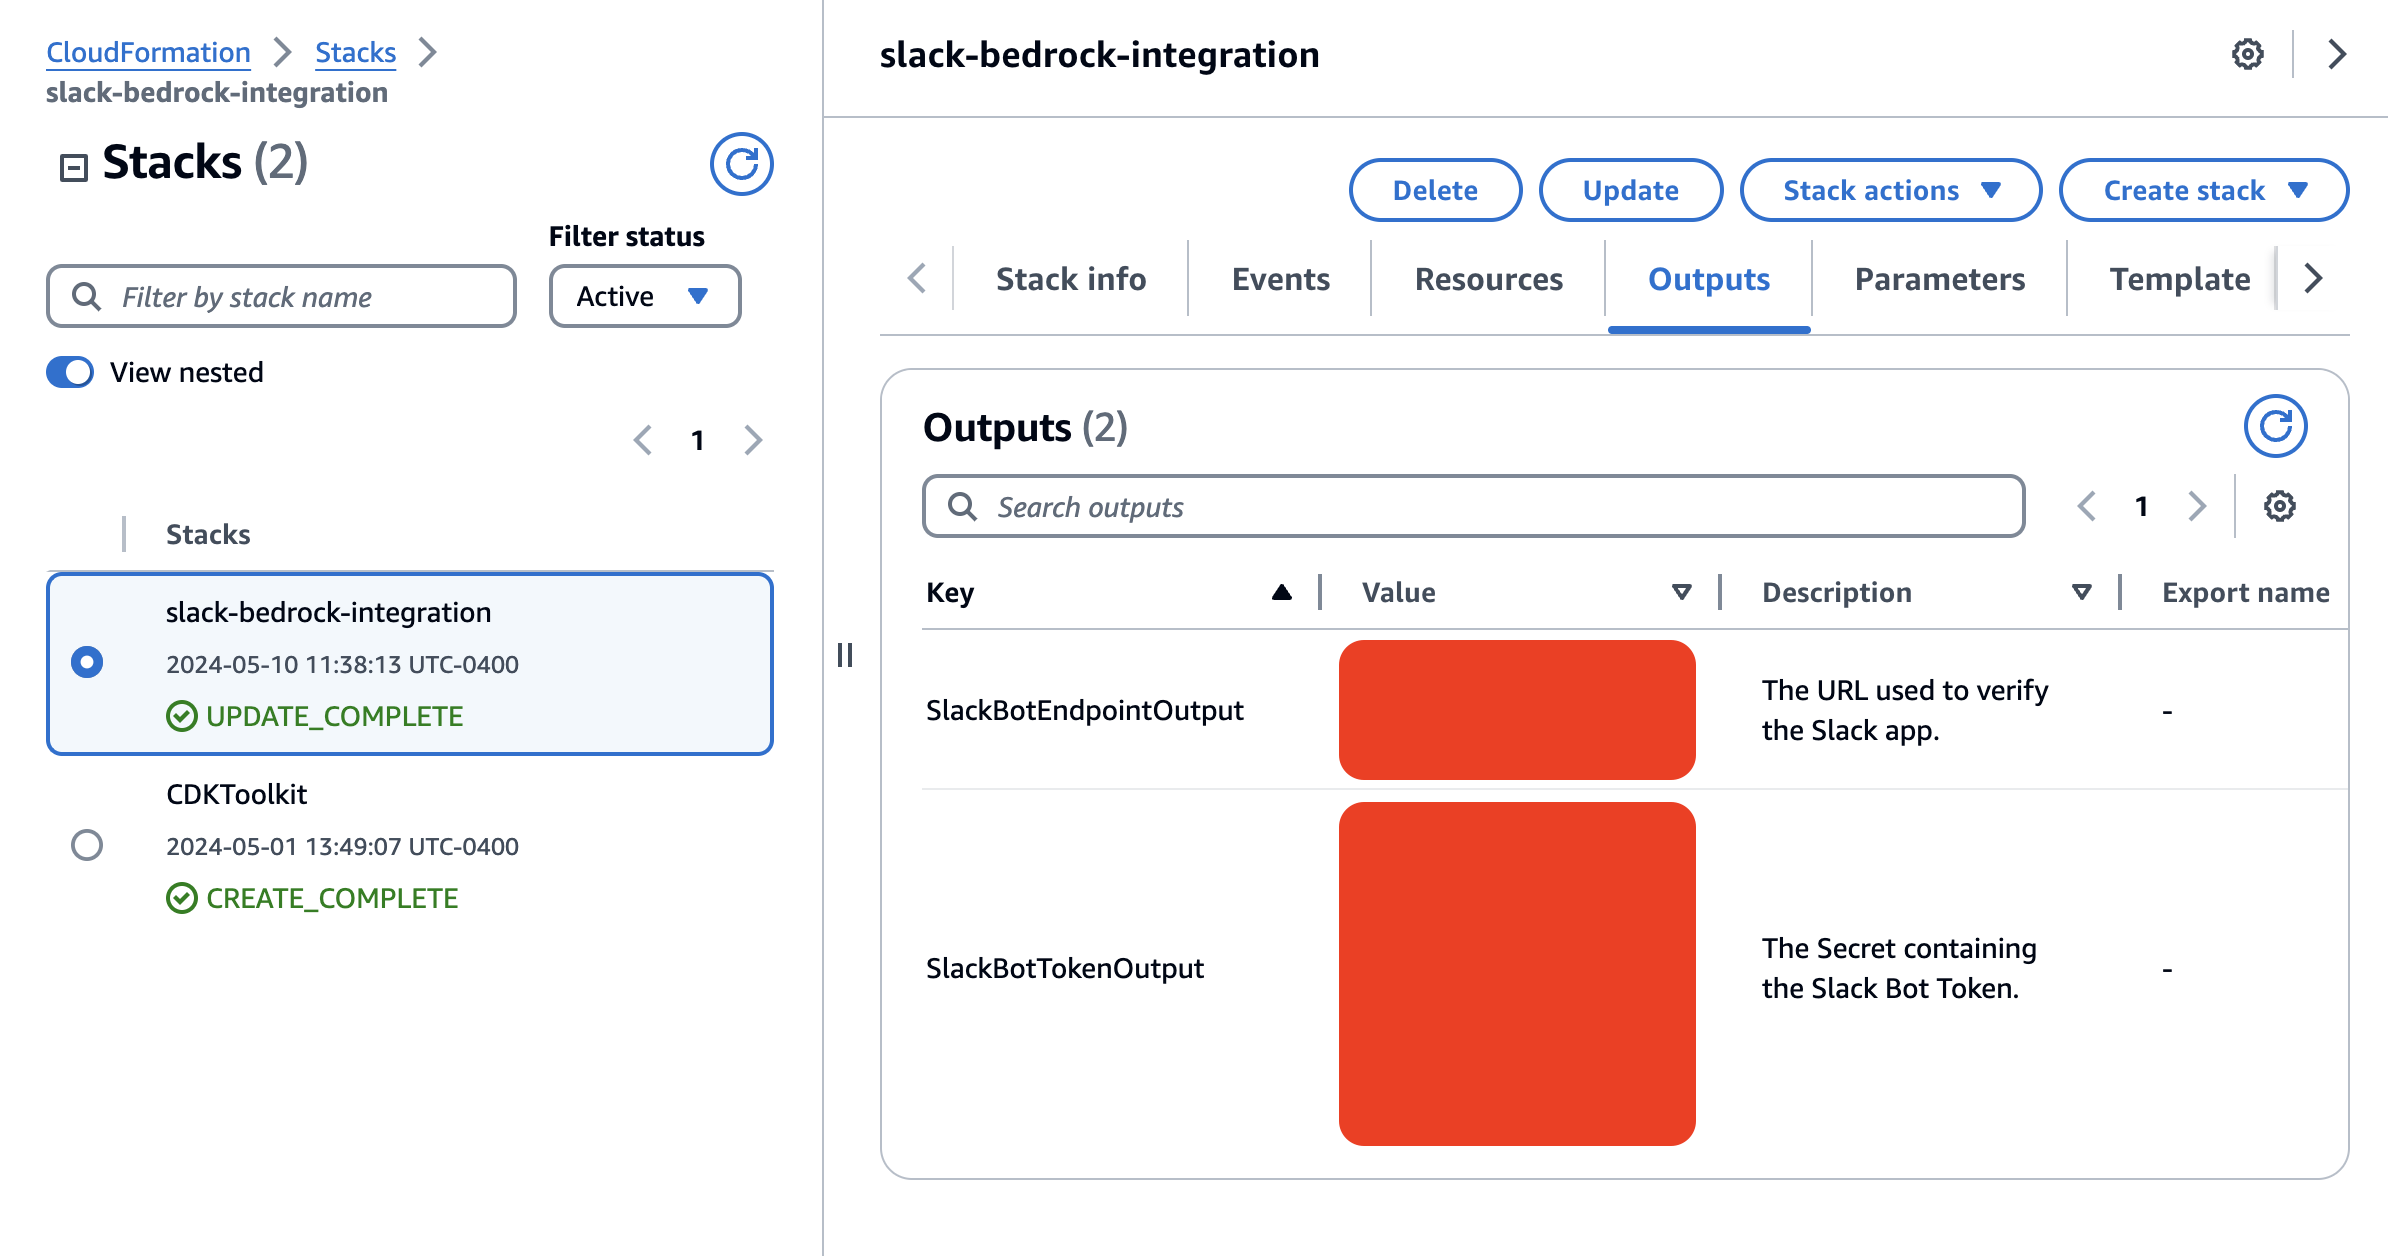 CloudFormation Stacks
slack-bedrock-integration
Stacks (2)
Filter status
Filter by stack name
Active
View nested
1
Stacks
slack-bedrock-integration
2024-05-10 11:38:13 UTC-0400
UPDATE_COMPLETE
CDKToolkit
2024-05-01 13:49:07 UTC-0400
CREATE_COMPLETE
slack-bedrock-integration
Delete Update Stack actions Create stack
Stack info Events Resources Outputs Parameters Template
Outputs (2)
Search outputs
1
Key Value Description Export name
SlackBotEndpointOutput
The URL used to verify
the Slack app.
-
SlackBotTokenOutput
The Secret containing
the Slack Bot Token.
-